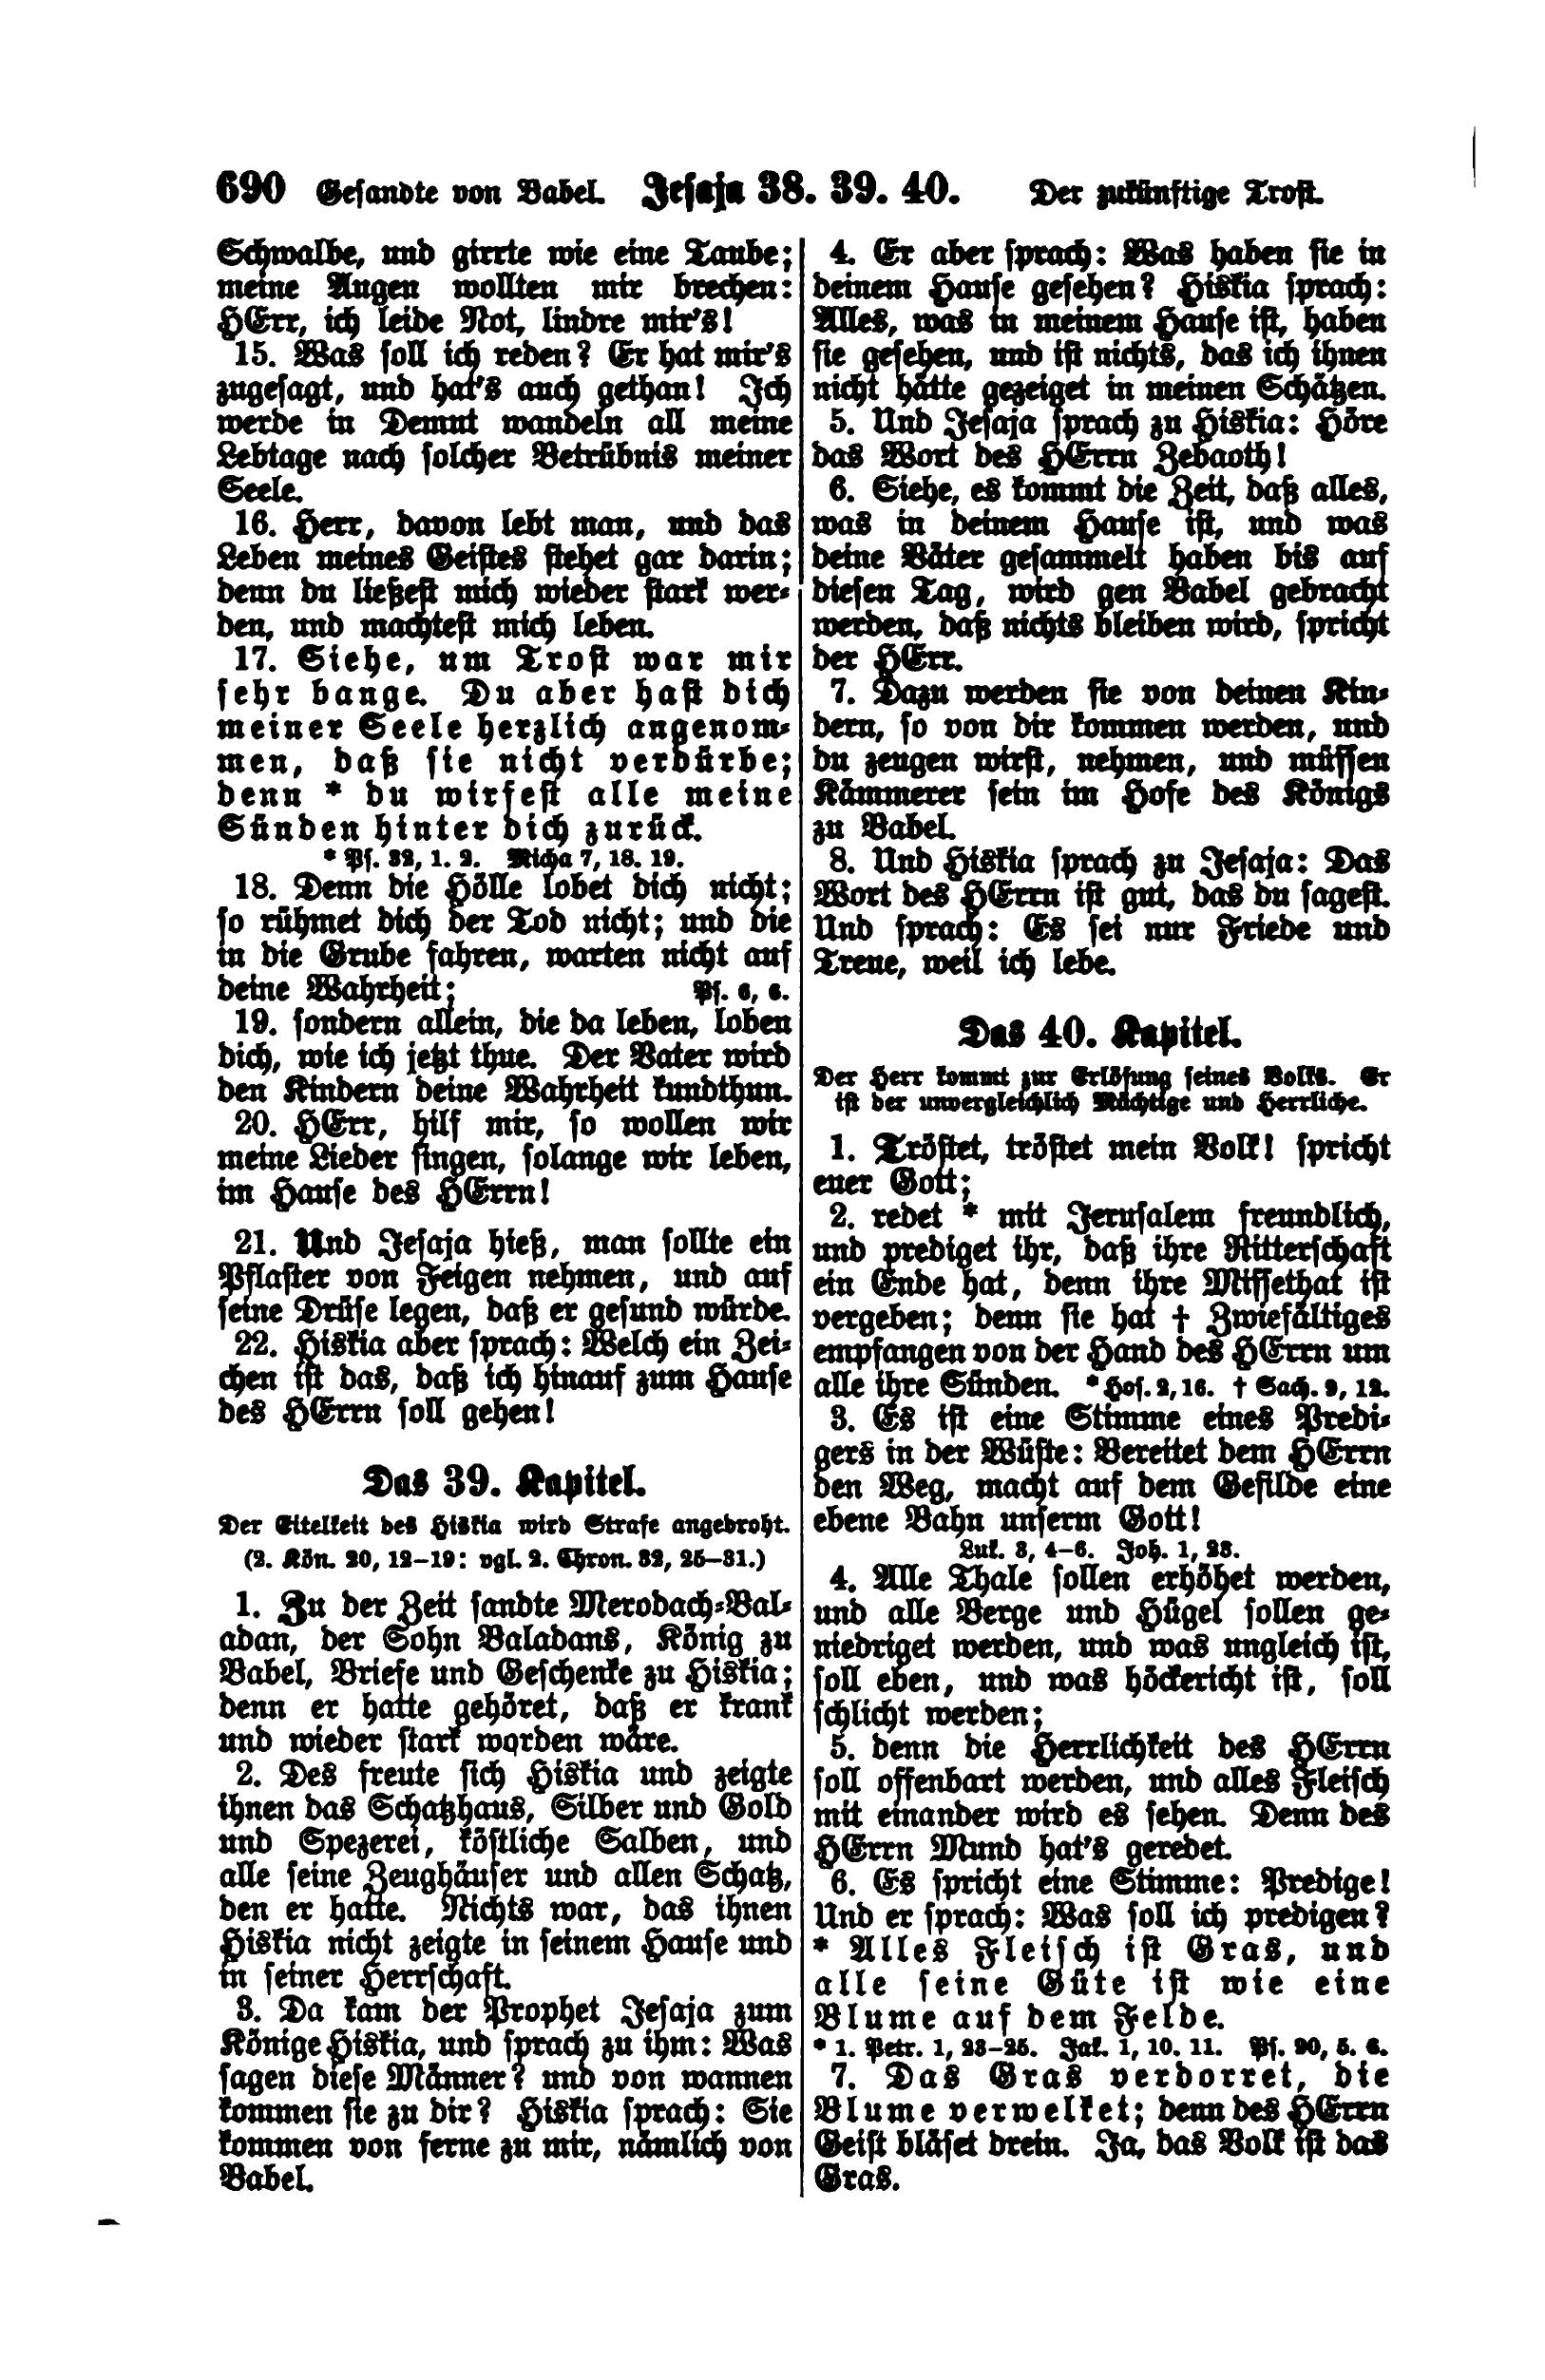 690 Gesandte von Babel. Jesaja 38. 39. 40. Der zukünftige Trost.
Schwalbe, und girrte wie eine Taube;
meine Augen wollten mir brechen:
HErr, ich leide Not, lindre mir's!
15. Was soll ich reden? Er hat mir's
zugesagt, und hat's auch gethan! Ich
werde in Demut wandeln all meine
Lebtage nach solcher Betrübnis meiner
Seele.
16. Herr, davon lebt man, und das
Leben meines Geistes stehet gar darin;
denn du ließest mich wieder stark wer-
den, und machtest mich leben.
17. Siehe, um Trost war mir
sehr bange. Du aber hast dich
meiner Seele herzlich angenom-
men, daß sie nicht verdürbe;
denn * du wirfest alle meine
Sünden hinter dich zurück.
* Ps. 32, 1. 2. Micha 7, 18. 19.
18. Denn die Hölle lobet dich nicht;
so rühmet dich der Tod nicht; und die
in die Grube fahren, warten nicht auf
deine Wahrheit; Ps. 6, 6.
19. sondern allein, die da leben, loben
dich, wie ich jetzt thue. Der Vater wird
den Kindern deine Wahrheit kundthun.
20. HErr, hilf mir, so wollen wir
meine Lieder singen, solange wir leben,
im Hause des HErrn!
21. Und Jesaja hieß, man sollte ein
Pflaster von Feigen nehmen, und auf
seine Drüse legen, daß er gesund würde.
22. Hiskia aber sprach: Welch ein Zei-
chen ist das, daß ich hinauf zum Hause
des HErrn soll gehen!
Das 39. Kapitel.
Der Eitelkeit des Hiskia wird Strafe angedroht.
(2. Kön. 20, 12–19: vgl. 2. Chron. 32, 25–31.)
1. Zu der Zeit sandte Merodach-Bal-
adan, der Sohn Baladans, König zu
Babel, Briefe und Geschenke zu Hiskia;
denn er hatte gehöret, daß er krank
und wieder stark worden wäre.
2. Des freute sich Hiskia und zeigte
ihnen das Schatzhaus, Silber und Gold
und Spezerei, köstliche Salben, und
alle seine Zeughäuser und allen Schatz,
den er hatte. Nichts war, das ihnen
Hiskia nicht zeigte in seinem Hause und
in seiner Herrschaft.
3. Da kam der Prophet Jesaja zum
Könige Hiskia, und sprach zu ihm: Was
sagen diese Männer? und von wannen
kommen sie zu dir? Hiskia sprach: Sie
kommen von ferne zu mir, nämlich von
Babel.
4. Er aber sprach: Was haben sie in
deinem Hause gesehen? Hiskia sprach:
Alles, was in meinem Hause ist, haben
sie gesehen, und ist nichts, das ich ihnen
nicht hätte gezeiget in meinen Schätzen.
5. Und Jesaja sprach zu Hiskia: Höre
das Wort des HErrn Zebaoth!
6. Siehe, es kommt die Zeit, daß alles,
was in deinem Hause ist, und was
deine Väter gesammelt haben bis auf
diesen Tag, wird gen Babel gebracht
werden, daß nichts bleiben wird, spricht
der HErr.
7. Dazu werden sie von deinen Kin-
dern, so von dir kommen werden, und
du zeugen wirst, nehmen, und müssen
Kämmerer sein im Hofe des Königs
zu Babel.
8. Und Hiskia sprach zu Jesaja: Das
Wort des HErrn ist gut, das du sagest.
Und sprach: Es sei nur Friede und
Treue, weil ich lebe.
Das 40. Kapitel.
Der Herr kommt zur Erlösung seines Volks. Er
ist der unvergleichlich Mächtige und Herrliche.
1. Tröstet, tröstet mein Volk! spricht
euer Gott;
2. redet * mit Jerusalem freundlich,
und prediget ihr, daß ihre Ritterschaft
ein Ende hat, denn ihre Missethat ist
vergeben; denn sie hat † Zwiefältiges
empfangen von der Hand des HErrn um
alle ihre Sünden. * Hos. 2, 16. † Sach. 9, 12.
3. Es ist eine Stimme eines Predi-
gers in der Wüste: Bereitet dem HErrn
den Weg, macht auf dem Gefilde eine
ebene Bahn unserm Gott!
Luk. 3, 4–6. Joh. 1, 23.
4. Alle Thale sollen erhöhet werden,
und alle Berge und Hügel sollen ge-
niedriget werden, und was ungleich ist,
soll eben, und was höckericht ist, soll
schlicht werden;
5. denn die Herrlichkeit des HErrn
soll offenbart werden, und alles Fleisch
mit einander wird es sehen. Denn des
HErrn Mund hat's geredet.
6. Es spricht eine Stimme: Predige!
Und er sprach: Was soll ich predigen?
* Alles Fleisch ist Gras, und
alle seine Güte ist wie eine
Blume auf dem Felde.
* 1. Petr. 1, 23–25. Jak. 1, 10. 11. Ps. 90, 5. 6.
7. Das Gras verdorret, die
Blume verwelket; denn des HErrn
Geist bläset drein. Ja, das Volk ist das
Gras.